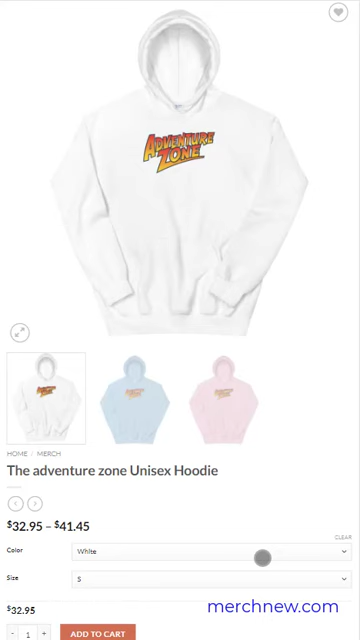 ADVENTURE
ZONE
HOME / MERCH
The adventure zone Unisex Hoodie
$32.95 – $41.45
CLEAR
Color
White
Size
S
$32.95
merchnew.com
- 1 +
ADD TO CART